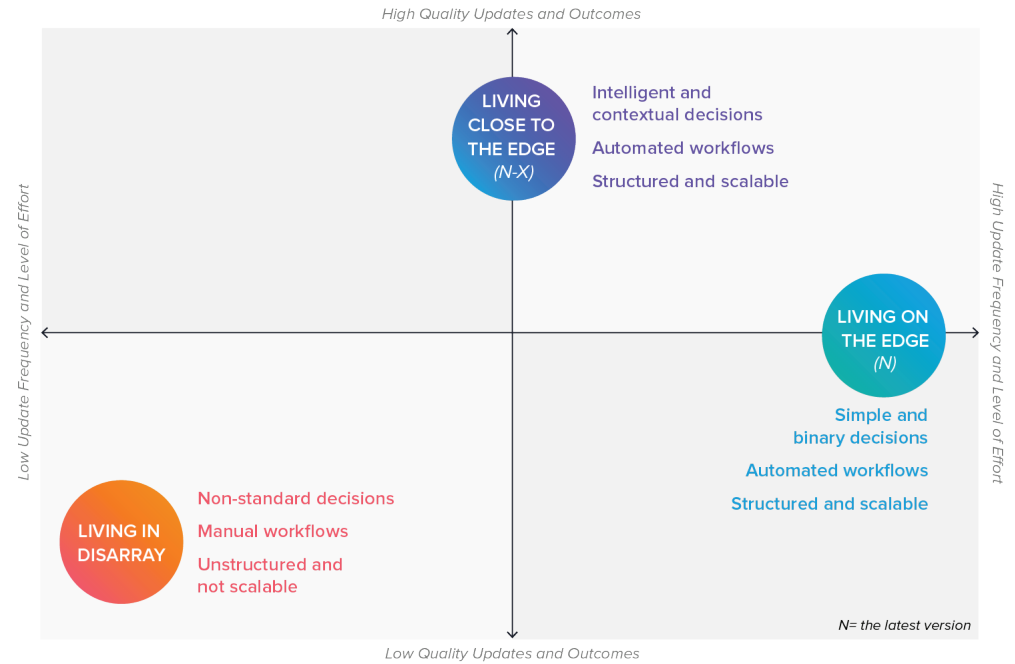 High Quality Updates and Outcomes
LIVING
CLOSE TO
THE EDGE
(N-X)
Intelligent and
contextual decisions
Automated workflows
Structured and scalable
Low Update Frequency and Level of Effort
High Update Frequency and Level of Effort
LIVING ON
THE EDGE
(N)
Simple and
binary decisions
Automated workflows
Structured and scalable
LIVING IN
DISARRAY
Non-standard decisions
Manual workflows
Unstructured and
not scalable
N= the latest version
Low Quality Updates and Outcomes